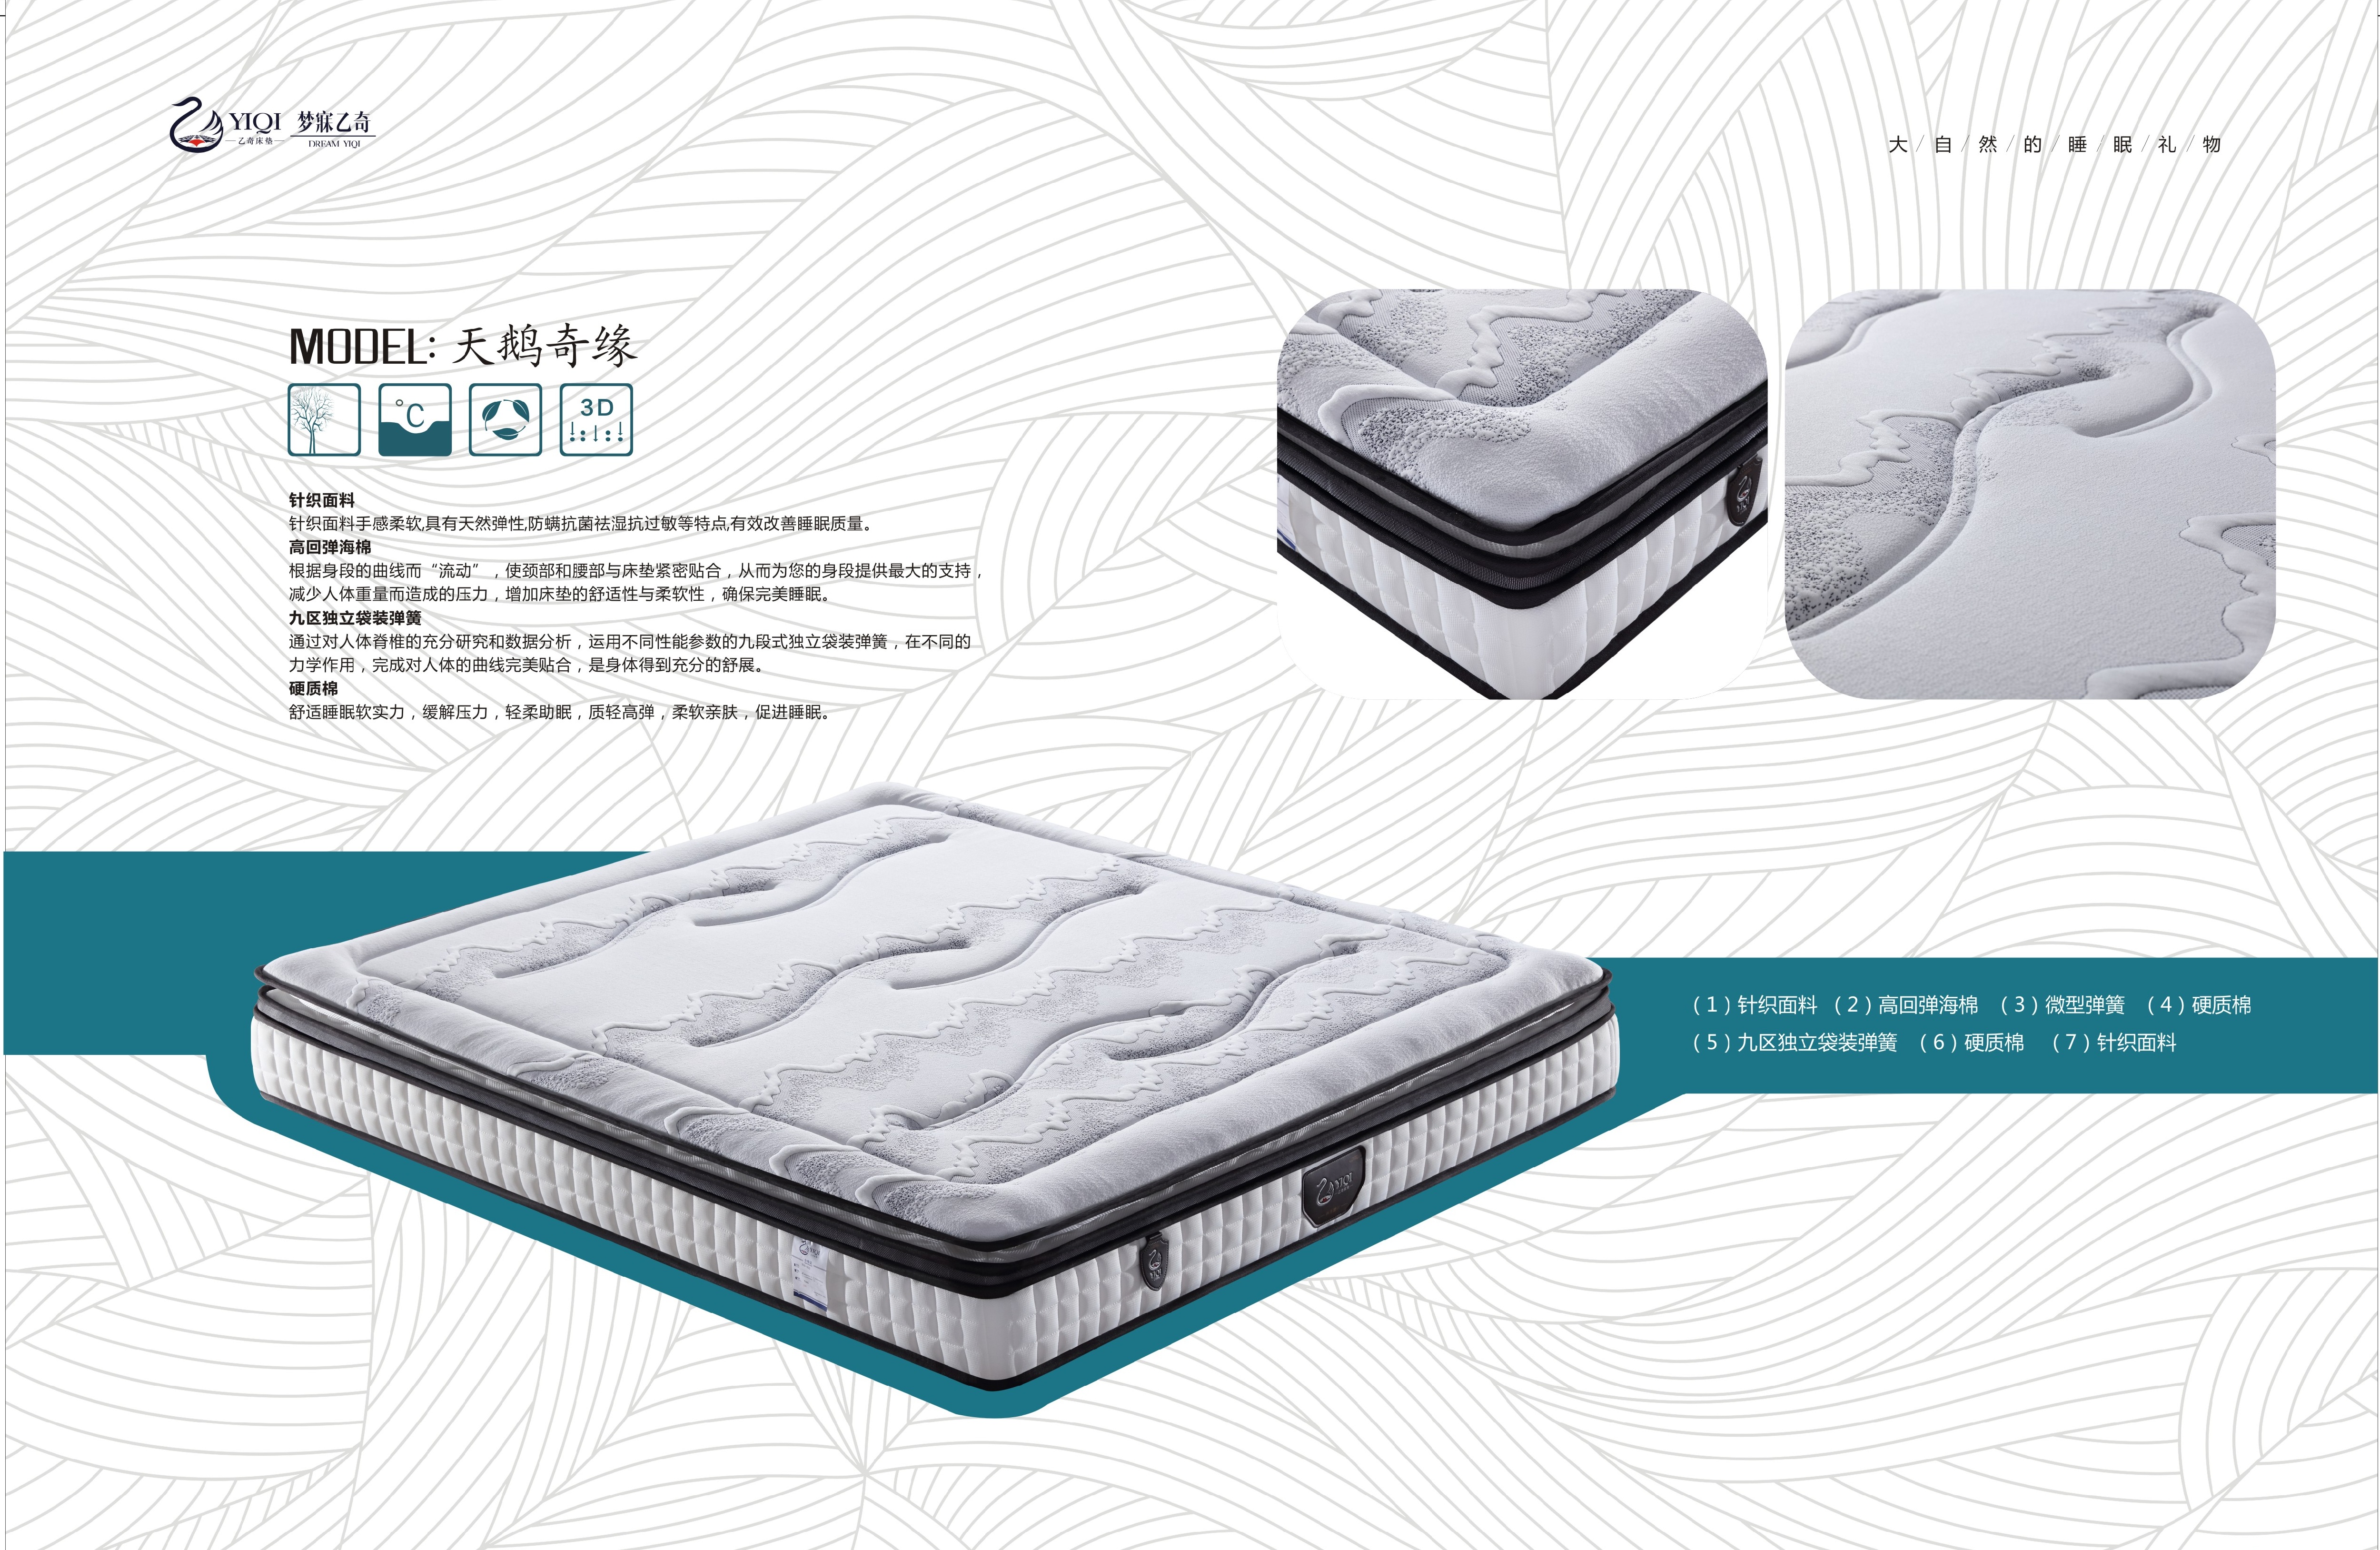 YIQI 梦寐乙奇
乙奇床垫 DREAM YIQI
大/自/然/的/睡/眠/礼/物
MODEL: 天鹅奇缘
°C
3D
针织面料
针织面料手感柔软,具有天然弹性,防螨抗菌祛湿抗过敏等特点,有效改善睡眠质量。
高回弹海棉
根据身段的曲线而“流动”，使颈部和腰部与床垫紧密贴合，从而为您的身段提供最大的支持，
减少人体重量而造成的压力，增加床垫的舒适性与柔软性，确保完美睡眠。
九区独立袋装弹簧
通过对人体脊椎的充分研究和数据分析，运用不同性能参数的九段式独立袋装弹簧，在不同的
力学作用，完成对人体的曲线完美贴合，是身体得到充分的舒展。
硬质棉
舒适睡眠软实力，缓解压力，轻柔助眠，质轻高弹，柔软亲肤，促进睡眠。
（1）针织面料 （2）高回弹海棉 （3）微型弹簧 （4）硬质棉
（5）九区独立袋装弹簧 （6）硬质棉 （7）针织面料
YIQI
YIQI
YIQI